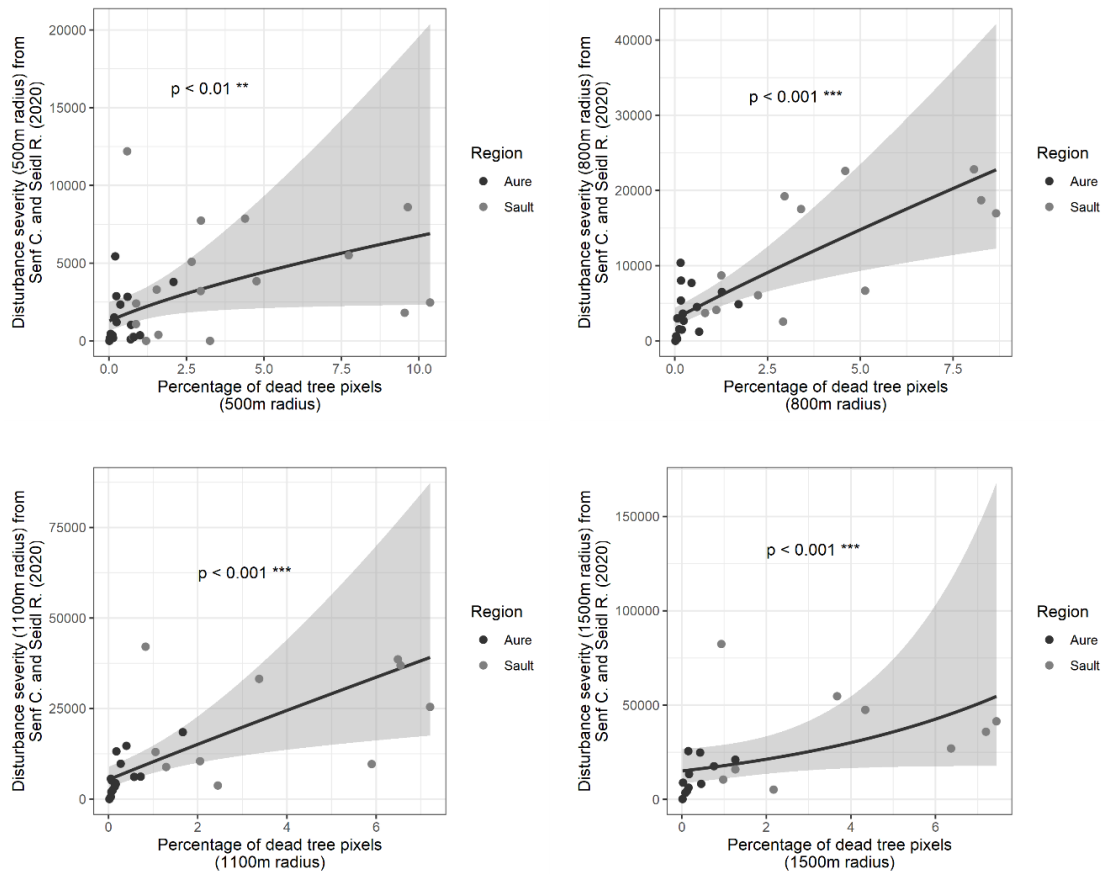 20000
15000
10000
5000
0
Disturbance severity (500m radius) from
Senf C. and Seidl R. (2020)
p < 0.01 **
0.0 2.5 5.0 7.5 10.0
Percentage of dead tree pixels
(500m radius)
Region
Aure
Sault
40000
30000
20000
10000
0
Disturbance severity (800m radius) from
Senf C. and Seidl R. (2020)
p < 0.001 ***
0.0 2.5 5.0 7.5
Percentage of dead tree pixels
(800m radius)
Region
Aure
Sault
75000
50000
25000
0
Disturbance severity (1100m radius) from
Senf C. and Seidl R. (2020)
p < 0.001 ***
0 2 4 6
Percentage of dead tree pixels
(1100m radius)
Region
Aure
Sault
150000
100000
50000
0
Disturbance severity (1500m radius) from
Senf C. and Seidl R. (2020)
p < 0.001 ***
0 2 4 6
Percentage of dead tree pixels
(1500m radius)
Region
Aure
Sault